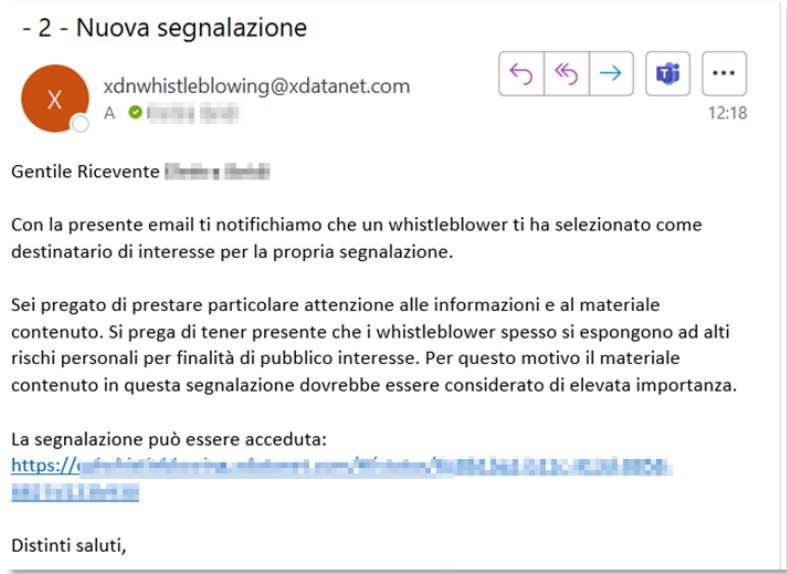 - 2 - Nuova segnalazione
X
xdnwhistleblowing@xdatanet.com
A
12:18
Gentile Ricevente
Con la presente email ti notifichiamo che un whistleblower ti ha selezionato come
destinatario di interesse per la propria segnalazione.
Sei pregato di prestare particolare attenzione alle informazioni e al materiale
contenuto. Si prega di tener presente che i whistleblower spesso si espongono ad alti
rischi personali per finalità di pubblico interesse. Per questo motivo il materiale
contenuto in questa segnalazione dovrebbe essere considerato di elevata importanza.
La segnalazione può essere acceduta:
https://
Distinti saluti,